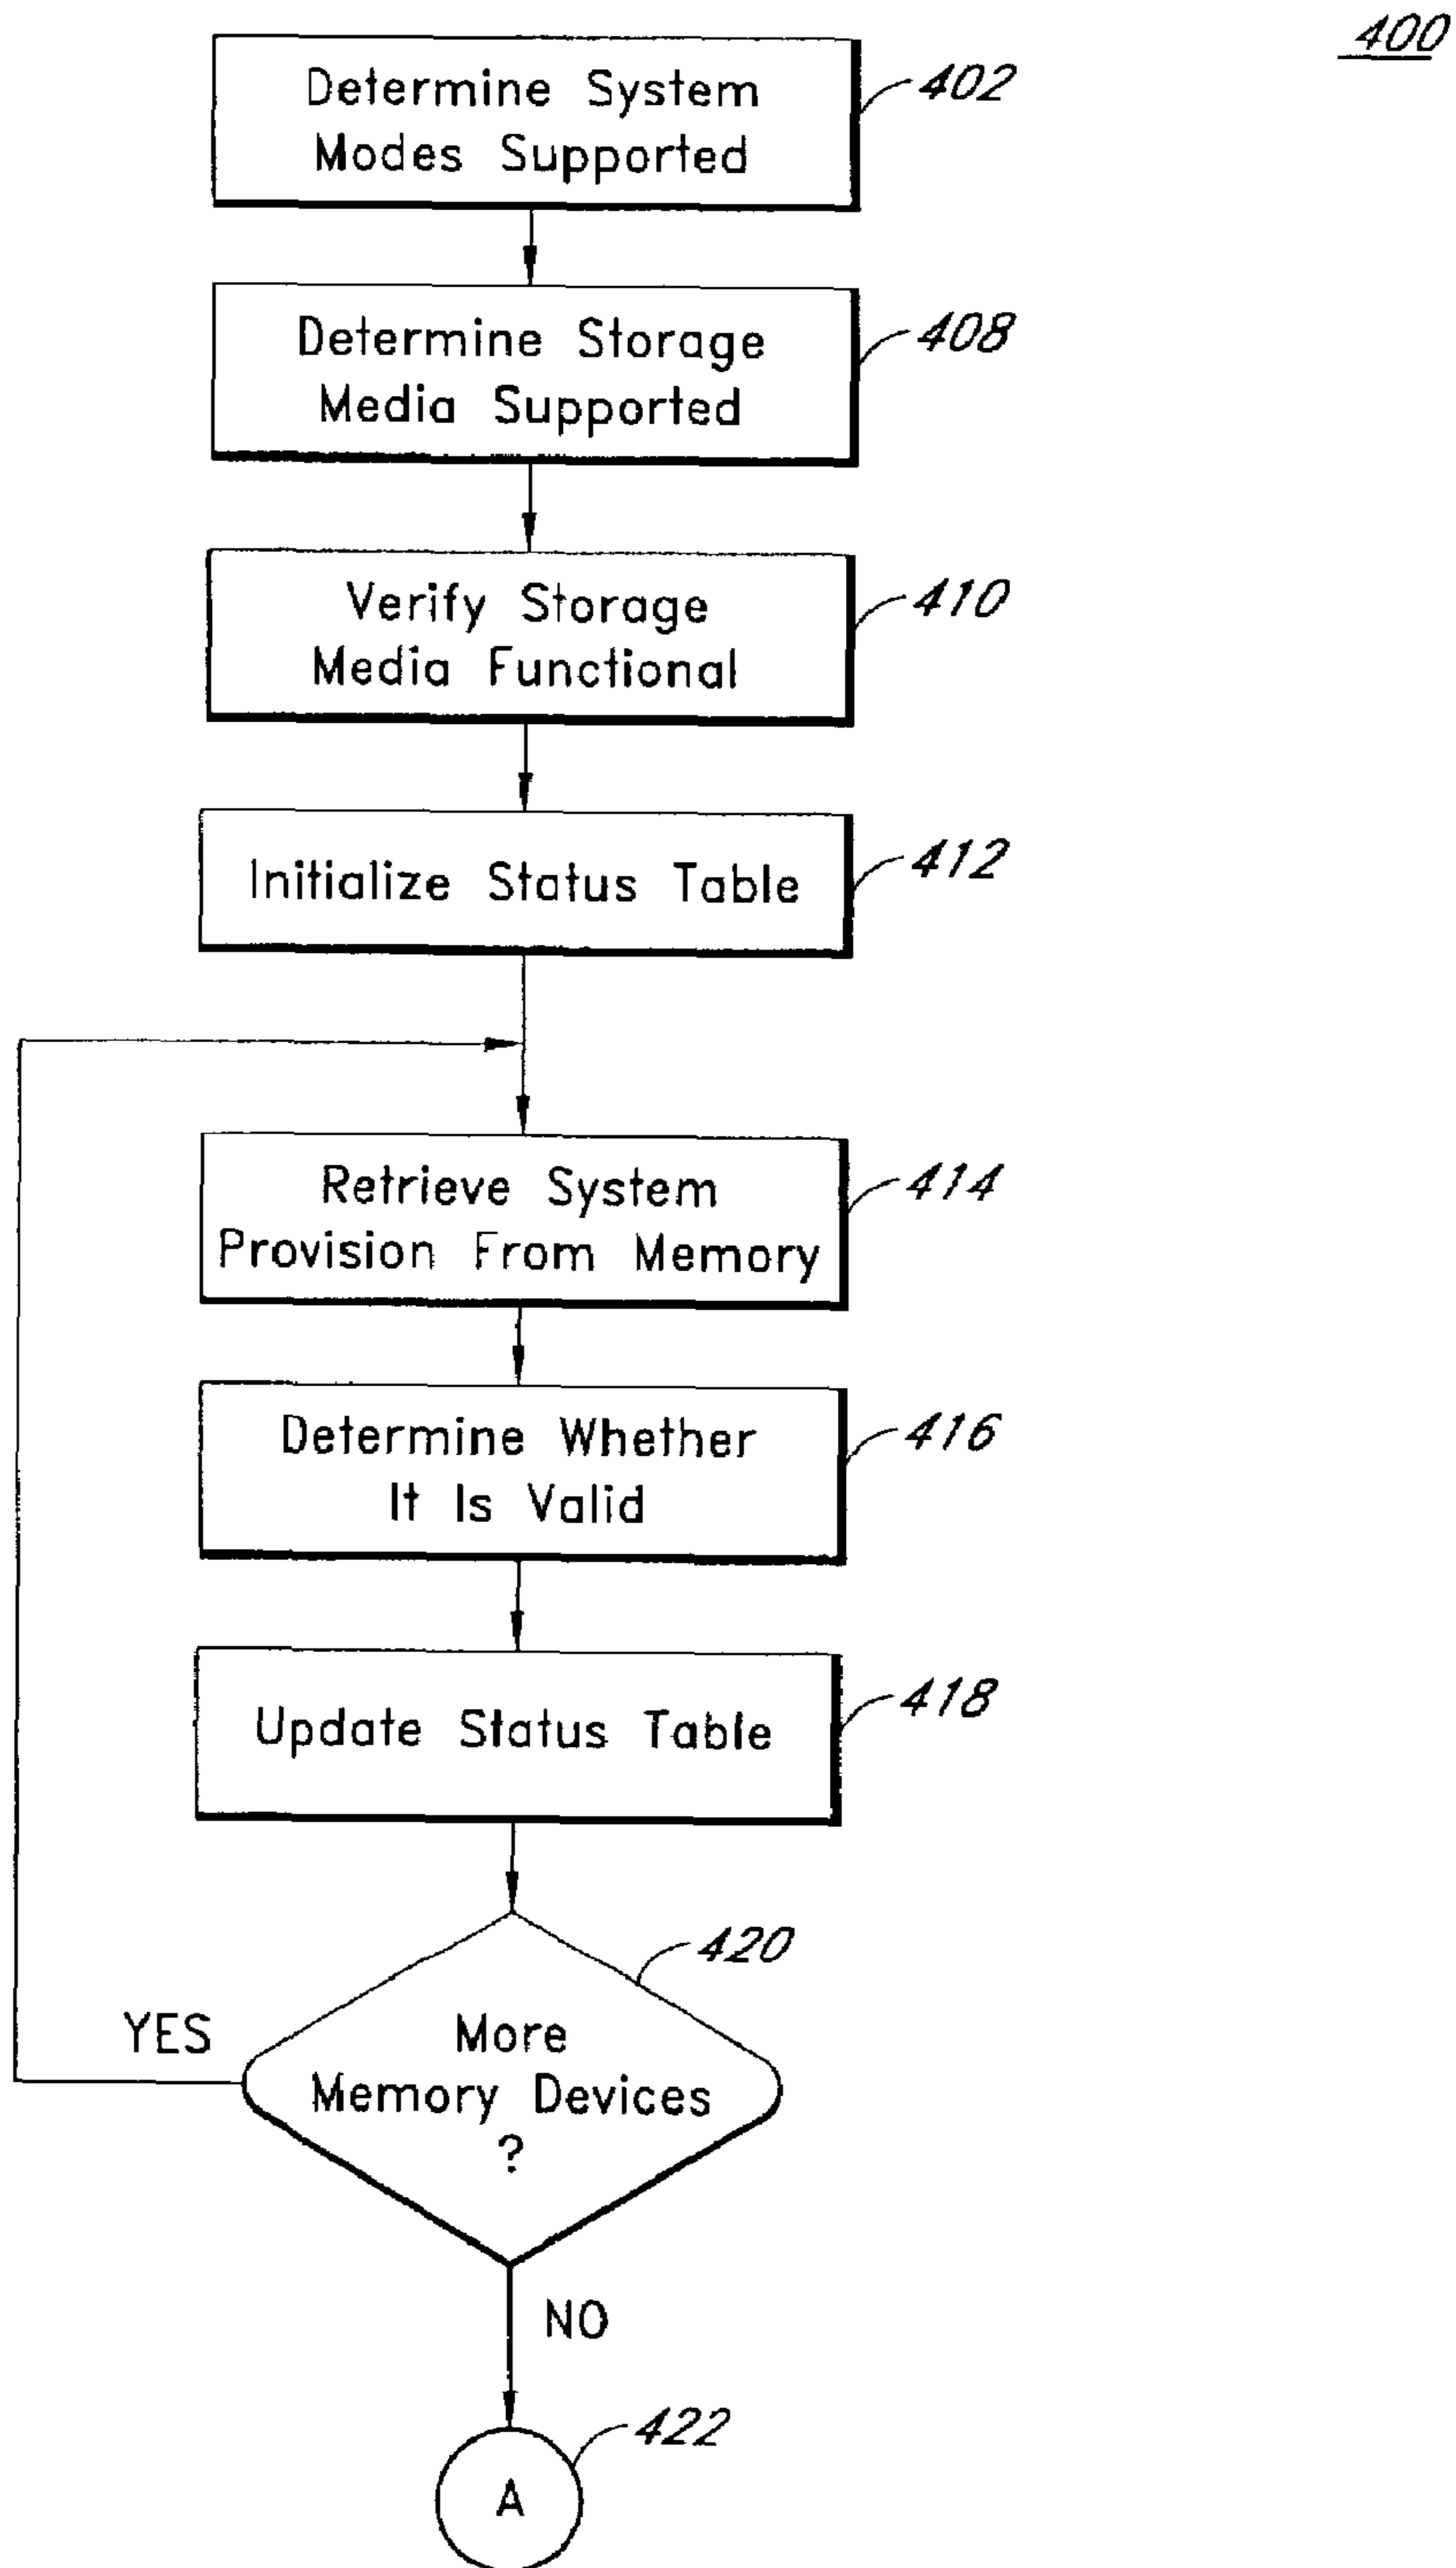 400
Determine System
Modes Supported
402
Determine Storage
Media Supported
408
Verify Storage
Media Functional
410
Initialize Status Table
412
Retrieve System
Provision From Memory
414
Determine Whether
It Is Valid
416
Update Status Table
418
420
YES
More
Memory Devices
?
NO
422
A